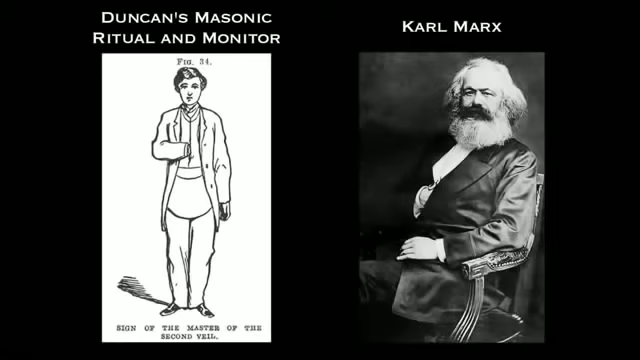 Duncan's Masonic
Ritual and Monitor
Fig. 34.
SIGN OF THE MASTER OF THE
SECOND VEIL.
Karl Marx